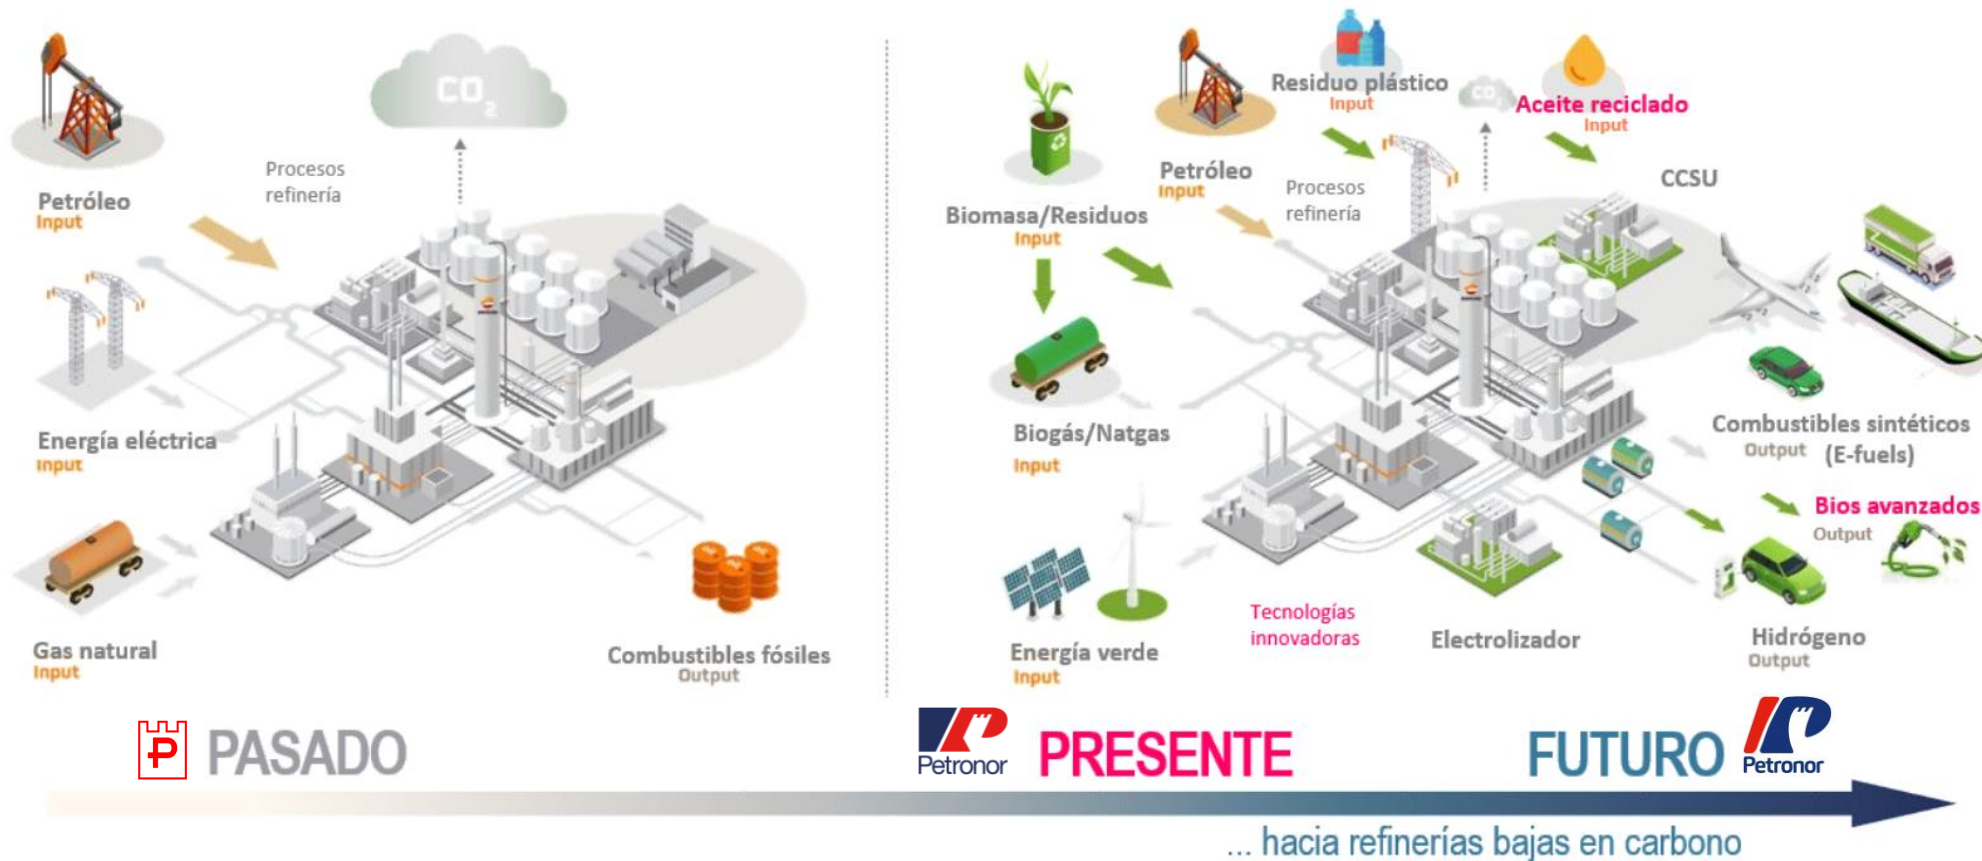 CO2
Procesos
refinería
Petróleo
Input
Energía eléctrica
Input
Gas natural
Input
Combustibles fósiles
Output
Residuo plástico
Input
CO
Aceite reciclado
Input
CCSU
Petróleo
Input
Procesos
refinería
Biomasa/Residuos
Input
Biogás/Natgas
Input
Combustibles sintéticos
Output (E-fuels)
Bios avanzados
Output
Energía verde
Input
Tecnologías
innovadoras
Electrolizador
Hidrógeno
Output
P PASADO
Petronor PRESENTE
FUTURO Petronor
... hacia refinerías bajas en carbono